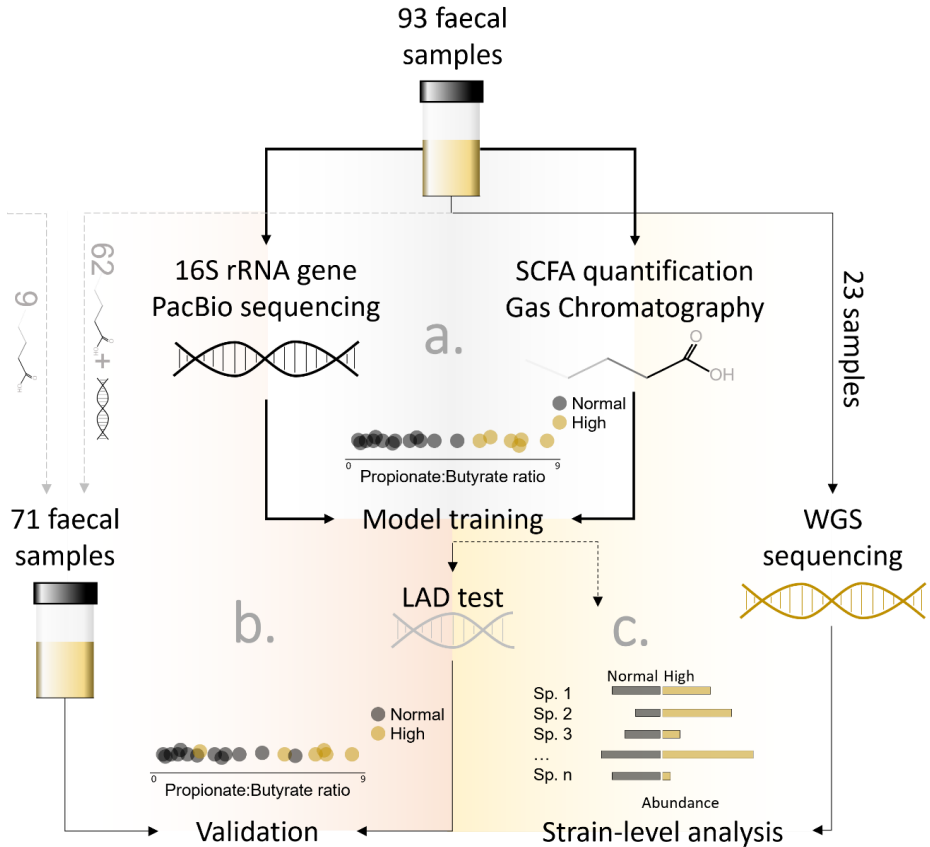 93 faecal
samples
16S rRNA gene
PacBio sequencing
SCFA quantification
Gas Chromatography
O
OH
62
+
9
O
OH
23 samples
a.
Normal
High
0
9
Propionate:Butyrate ratio
Model training
71 faecal
samples
WGS
sequencing
LAD test
b.
c.
Normal High
Sp. 1
Sp. 2
Sp. 3
...
Sp. n
Abundance
Normal
High
0
9
Propionate:Butyrate ratio
Validation
Strain-level analysis